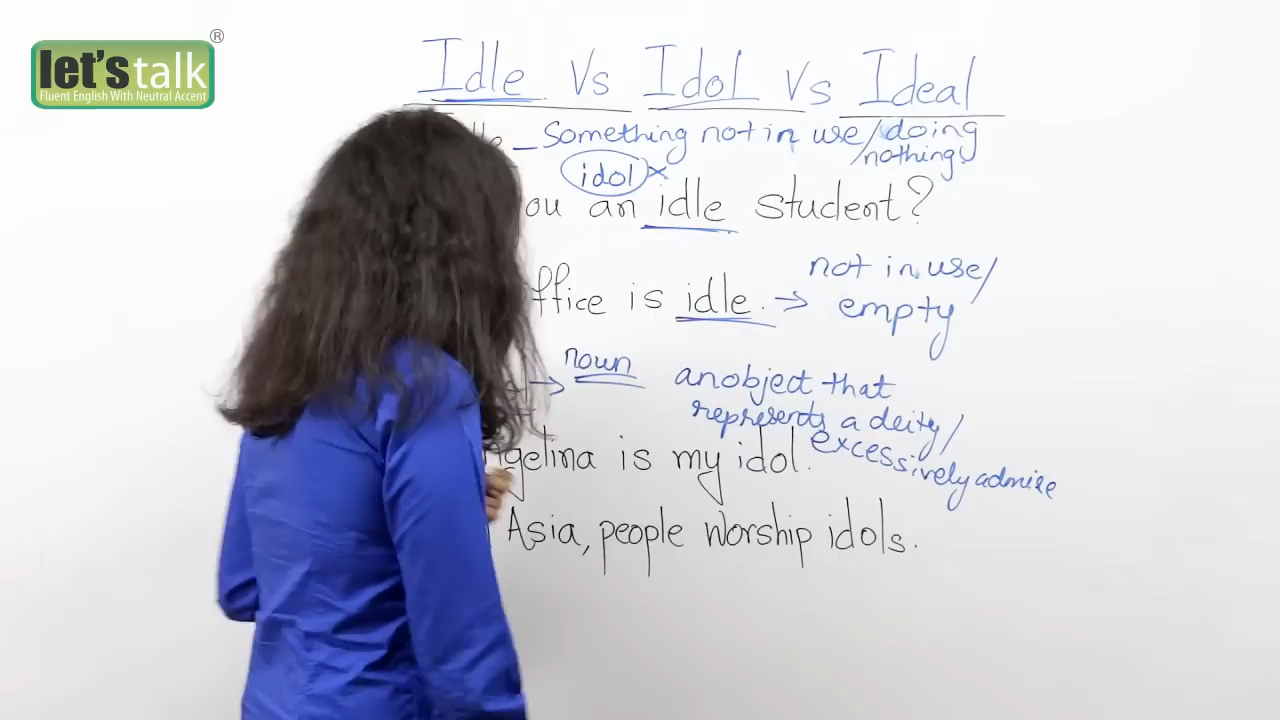 let's talk ®
Fluent English With Neutral Accent
Idle Vs Idol Vs Ideal
Something not in use/doing
nothing.
idol x
an idle student?
is idle. → not in use/
empty
→ noun an object that
represents a deity/
excessively admire
is my idol.
Asia, people worship idols.